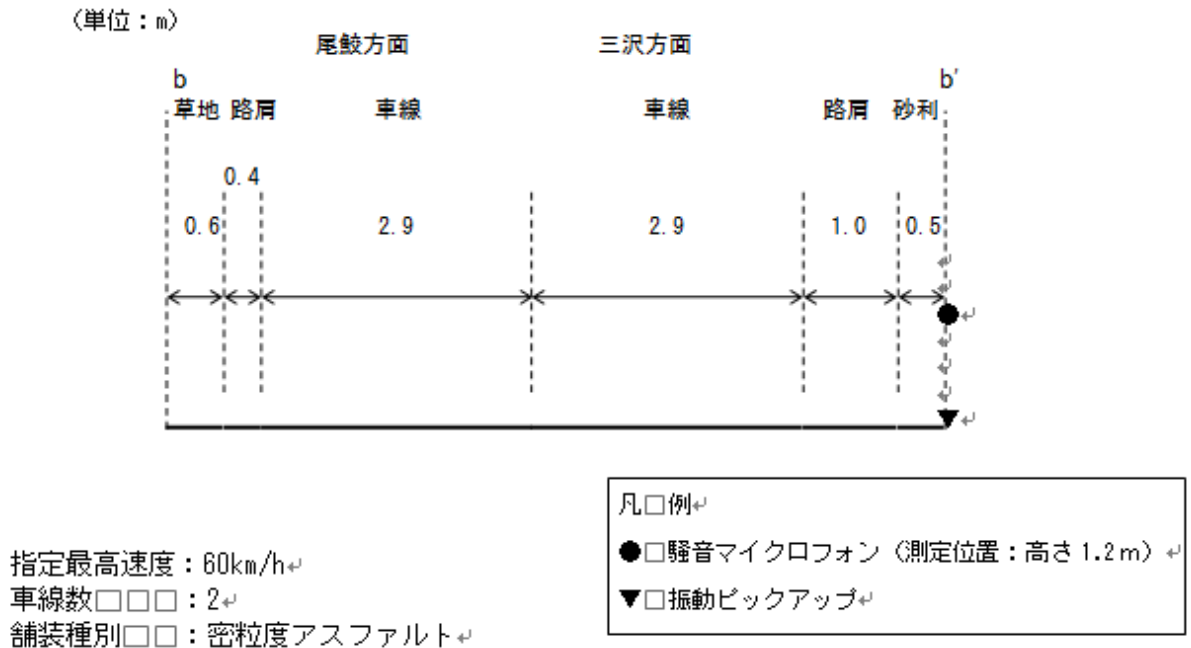 （単位：m）
尾鮫方面 三沢方面
b b'
草地 路肩 車線 車線 路肩 砂利
0.4
0.6 2.9 2.9 1.0 0.5
凡□例↵
●□騒音マイクロフォン（測定位置：高さ1.2m）↵
▼□振動ピックアップ↵
指定最高速度：60km/h↵
車線数□□□：2↵
舗装種別□□：密粒度アスファルト↵